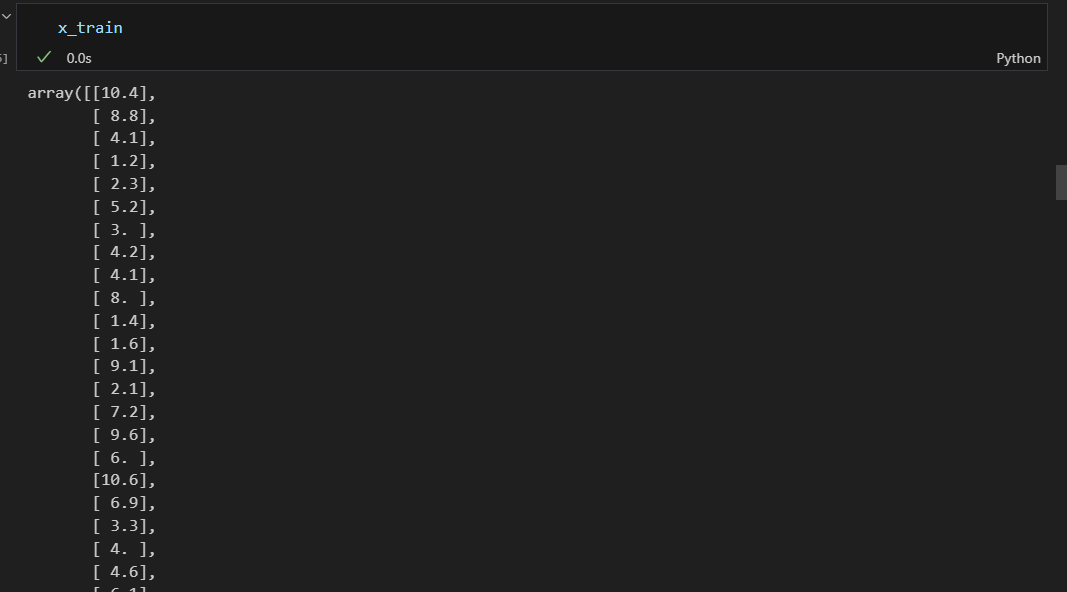 x_train
0.0s
Python
array([[10.4],
       [ 8.8],
       [ 4.1],
       [ 1.2],
       [ 2.3],
       [ 5.2],
       [ 3. ],
       [ 4.2],
       [ 4.1],
       [ 8. ],
       [ 1.4],
       [ 1.6],
       [ 9.1],
       [ 2.1],
       [ 7.2],
       [ 9.6],
       [ 6. ],
       [10.6],
       [ 6.9],
       [ 3.3],
       [ 4. ],
       [ 4.6],